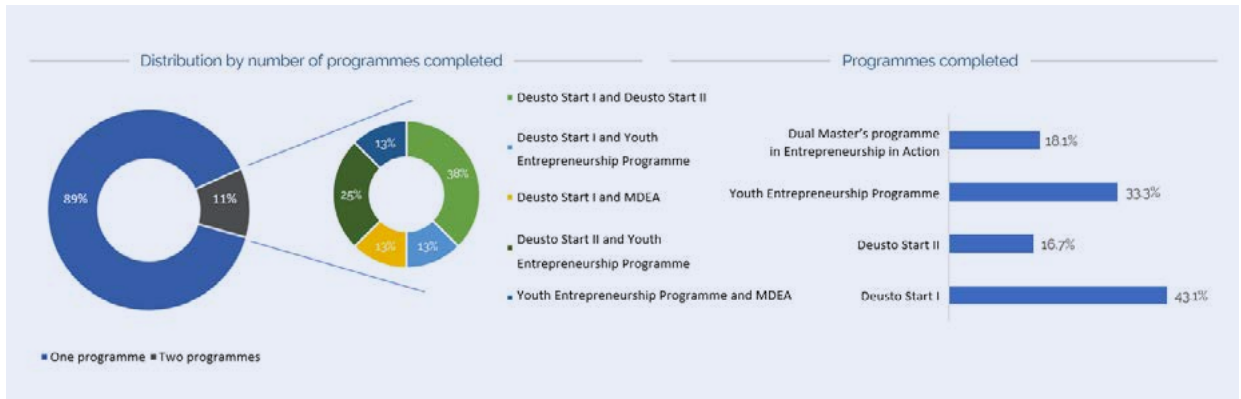 Distribution by number of programmes completed
89%
11%
One programme
Two programmes
13%
38%
25%
13%
13%
Deusto Start I and Deusto Start II
Deusto Start I and Youth
Entrepreneurship Programme
Deusto Start I and MDEA
Deusto Start II and Youth
Entrepreneurship Programme
Youth Entrepreneurship Programme and MDEA
Programmes completed
Dual Master's programme
in Entrepreneurship in Action
18.1%
Youth Entrepreneurship Programme
33.3%
Deusto Start II
16.7%
Deusto Start I
43.1%